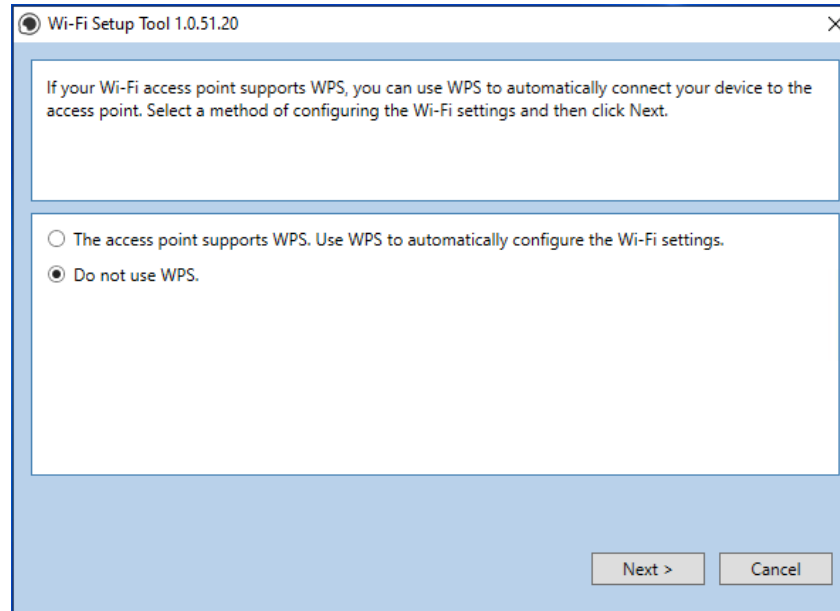 Wi-Fi Setup Tool 1.0.51.20
If your Wi-Fi access point supports WPS, you can use WPS to automatically connect your device to the
access point. Select a method of configuring the Wi-Fi settings and then click Next.
The access point supports WPS. Use WPS to automatically configure the Wi-Fi settings.
Do not use WPS.
Next >
Cancel